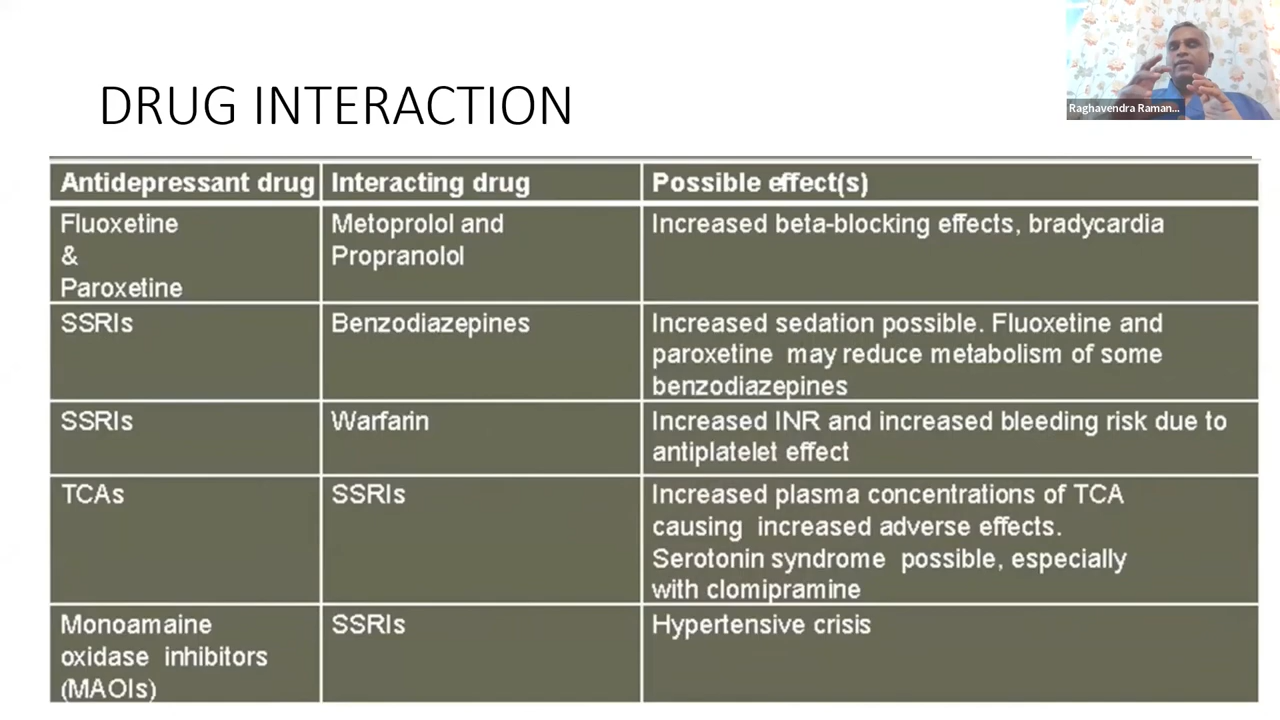 Raghavendra Raman...
DRUG INTERACTION
Antidepressant drug Interacting drug Possible effect(s)
Fluoxetine
&
Paroxetine
Metoprolol and
Propranolol
Increased beta-blocking effects, bradycardia
SSRIs
Benzodiazepines
Increased sedation possible. Fluoxetine and
paroxetine may reduce metabolism of some
benzodiazepines
SSRIs
Warfarin
Increased INR and increased bleeding risk due to
antiplatelet effect
TCAs
SSRIs
Increased plasma concentrations of TCA
causing increased adverse effects.
Serotonin syndrome possible, especially
with clomipramine
Monoamaine
oxidase inhibitors
(MAOIs)
SSRIs
Hypertensive crisis